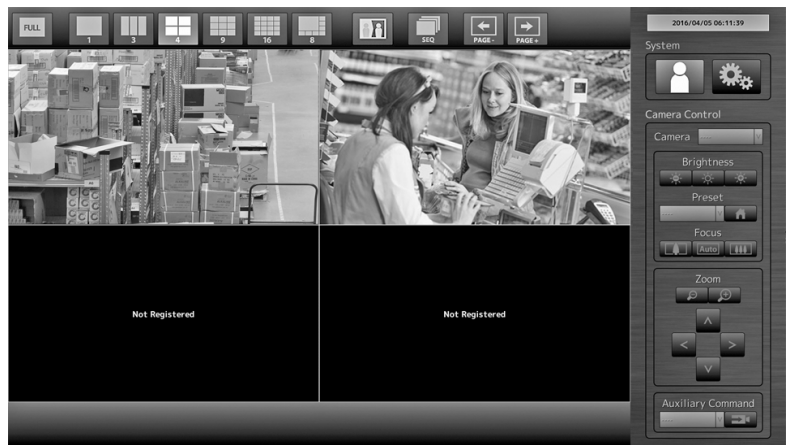 FULL
1
3
4
9
16
8
SEQ
PAGE -
PAGE +
2016/04/05 06:11:39
System
Camera Control
Camera
Brightness
Preset
Focus
Auto
Zoom
Not Registered
Not Registered
Auxiliary Command